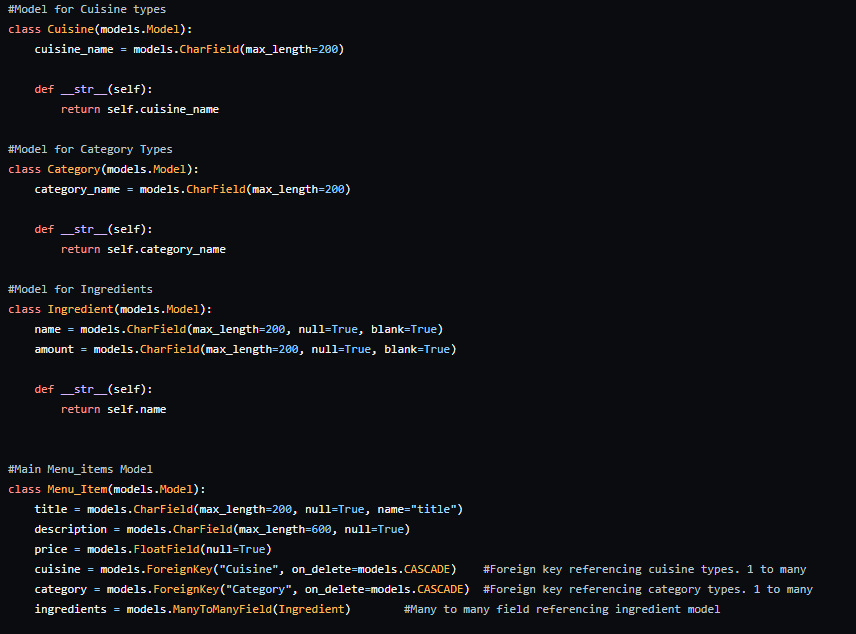 #Model for Cuisine types
class Cuisine(models.Model):
    cuisine_name = models.CharField(max_length=200)

    def __str__(self):
        return self.cuisine_name

#Model for Category Types
class Category(models.Model):
    category_name = models.CharField(max_length=200)

    def __str__(self):
        return self.category_name

#Model for Ingredients
class Ingredient(models.Model):
    name = models.CharField(max_length=200, null=True, blank=True)
    amount = models.CharField(max_length=200, null=True, blank=True)

    def __str__(self):
        return self.name


#Main Menu_items Model
class Menu_Item(models.Model):
    title = models.CharField(max_length=200, null=True, name="title")
    description = models.CharField(max_length=600, null=True)
    price = models.FloatField(null=True)
    cuisine = models.ForeignKey("Cuisine", on_delete=models.CASCADE)    #Foreign key referencing cuisine types. 1 to many
    category = models.ForeignKey("Category", on_delete=models.CASCADE)  #Foreign key referencing category types. 1 to many
    ingredients = models.ManyToManyField(Ingredient)        #Many to many field referencing ingredient model